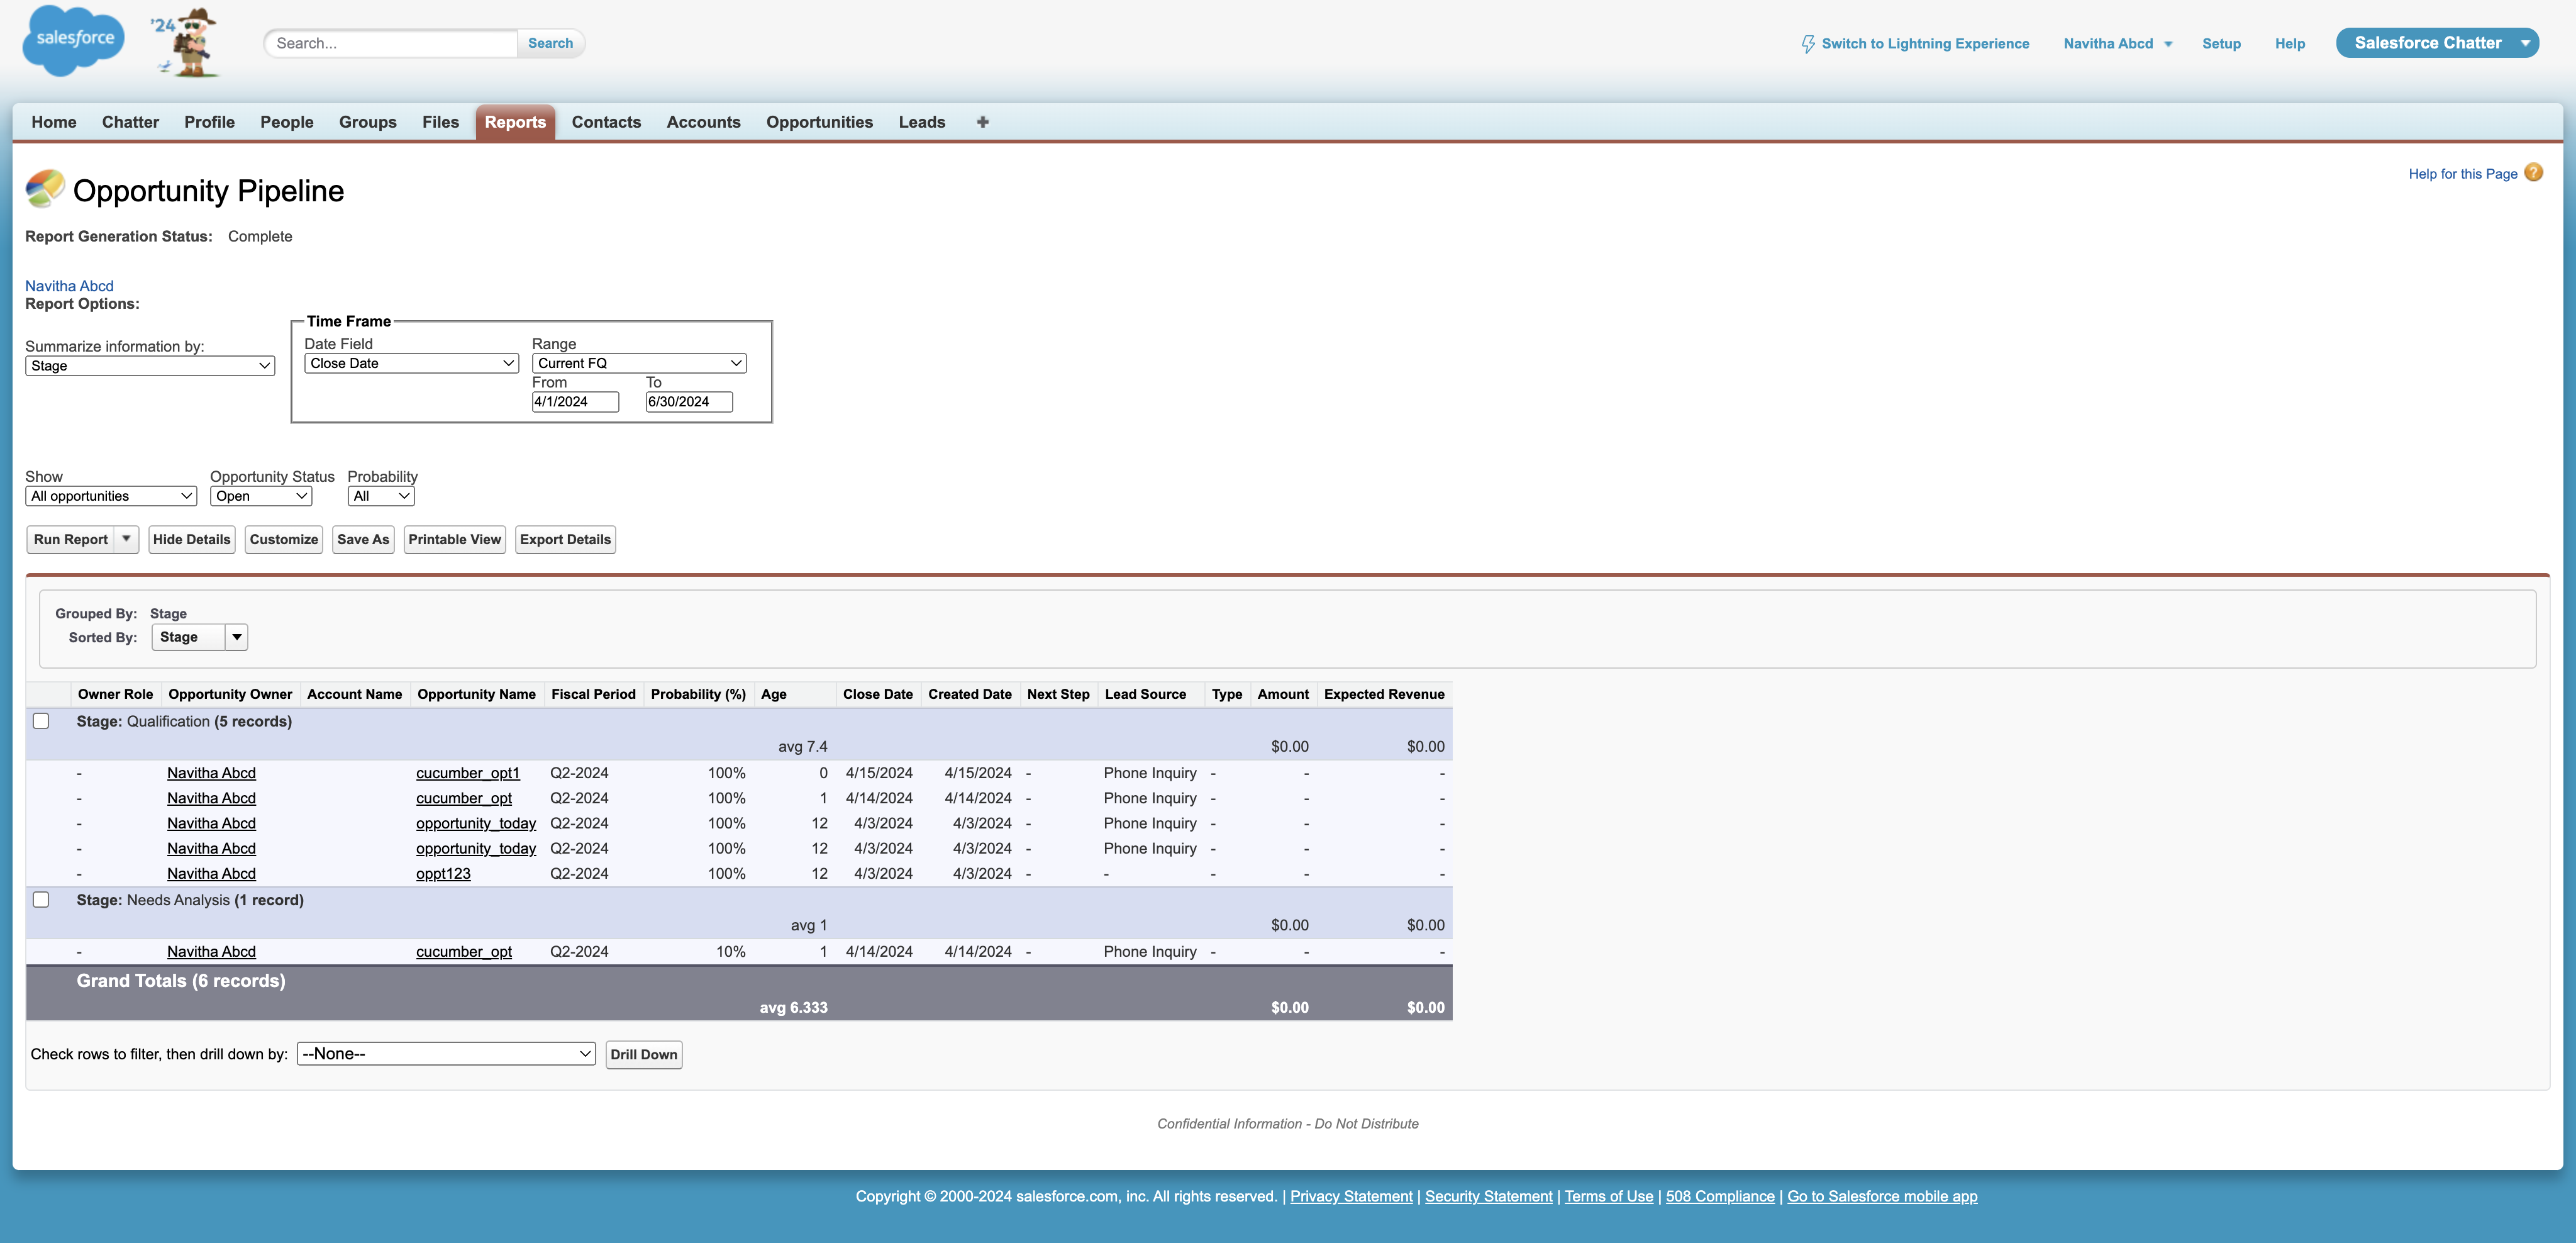 salesforce
'24
Search...
Search
Switch to Lightning Experience
Navitha Abcd
Setup
Help
Salesforce Chatter
Home Chatter Profile People Groups Files Reports Contacts Accounts Opportunities Leads +
Opportunity Pipeline
Help for this Page ?
Report Generation Status: Complete
Navitha Abcd
Report Options:
Summarize information by:
Stage
Time Frame
Date Field Range
Close Date Current FQ
From To
4/1/2024 6/30/2024
Show Opportunity Status Probability
All opportunities Open All
Run Report Hide Details Customize Save As Printable View Export Details
Grouped By: Stage
Sorted By: Stage
Owner Role Opportunity Owner Account Name Opportunity Name Fiscal Period Probability (%) Age Close Date Created Date Next Step Lead Source Type Amount Expected Revenue
Stage: Qualification (5 records)
avg 7.4 $0.00 $0.00
- Navitha Abcd cucumber_opt1 Q2-2024 100% 0 4/15/2024 4/15/2024 - Phone Inquiry - - -
- Navitha Abcd cucumber_opt Q2-2024 100% 1 4/14/2024 4/14/2024 - Phone Inquiry - - -
- Navitha Abcd opportunity_today Q2-2024 100% 12 4/3/2024 4/3/2024 - Phone Inquiry - - -
- Navitha Abcd opportunity_today Q2-2024 100% 12 4/3/2024 4/3/2024 - Phone Inquiry - - -
- Navitha Abcd oppt123 Q2-2024 100% 12 4/3/2024 4/3/2024 - - - - -
Stage: Needs Analysis (1 record)
avg 1 $0.00 $0.00
- Navitha Abcd cucumber_opt Q2-2024 10% 1 4/14/2024 4/14/2024 - Phone Inquiry - - -
Grand Totals (6 records)
avg 6.333 $0.00 $0.00
Check rows to filter, then drill down by: --None-- Drill Down
Confidential Information - Do Not Distribute
Copyright © 2000-2024 salesforce.com, inc. All rights reserved. | Privacy Statement | Security Statement | Terms of Use | 508 Compliance | Go to Salesforce mobile app